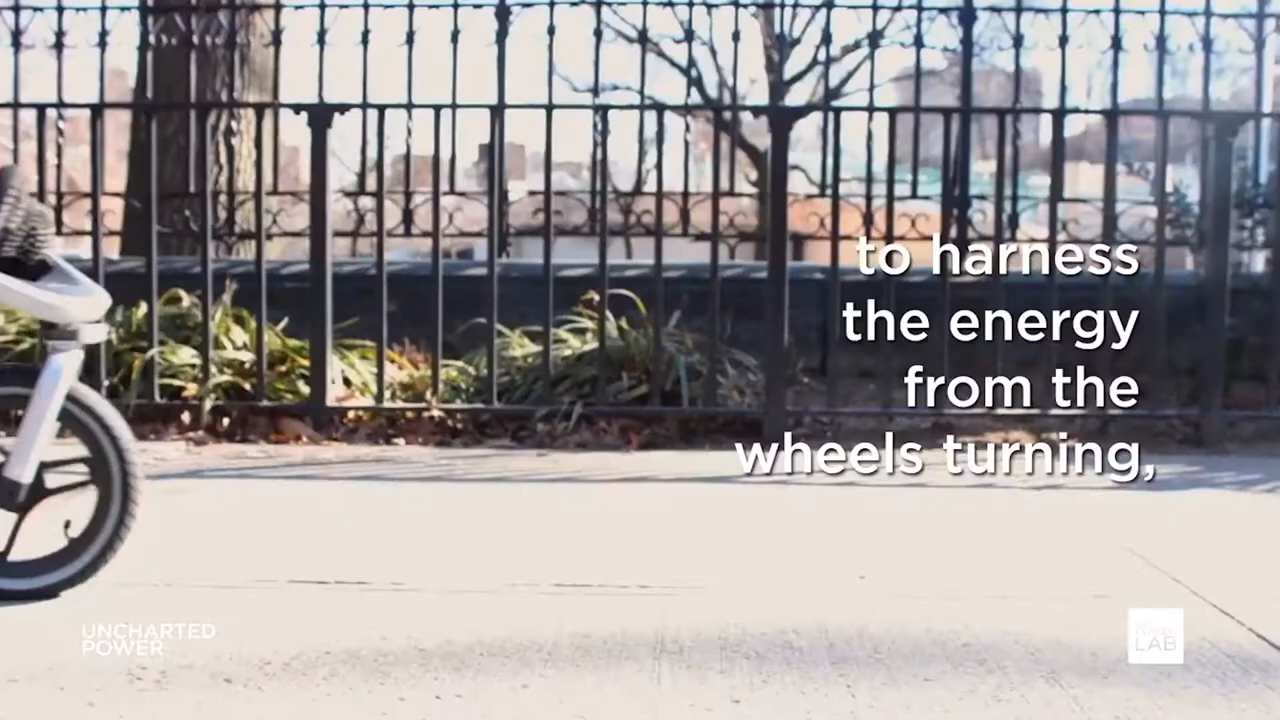 to harness
the energy
from the
wheels turning,
UNCHARTED
POWER
LAB